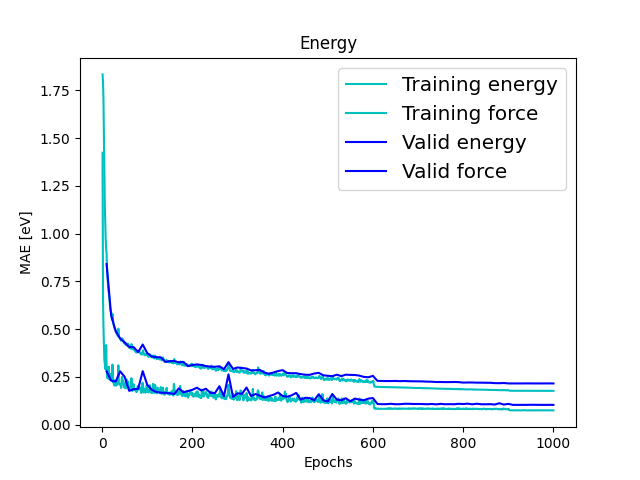 Energy
Training energy
Training force
Valid energy
Valid force
MAE [eV]
1.75
1.50
1.25
1.00
0.75
0.50
0.25
0.00
0
200
400
600
800
1000
Epochs